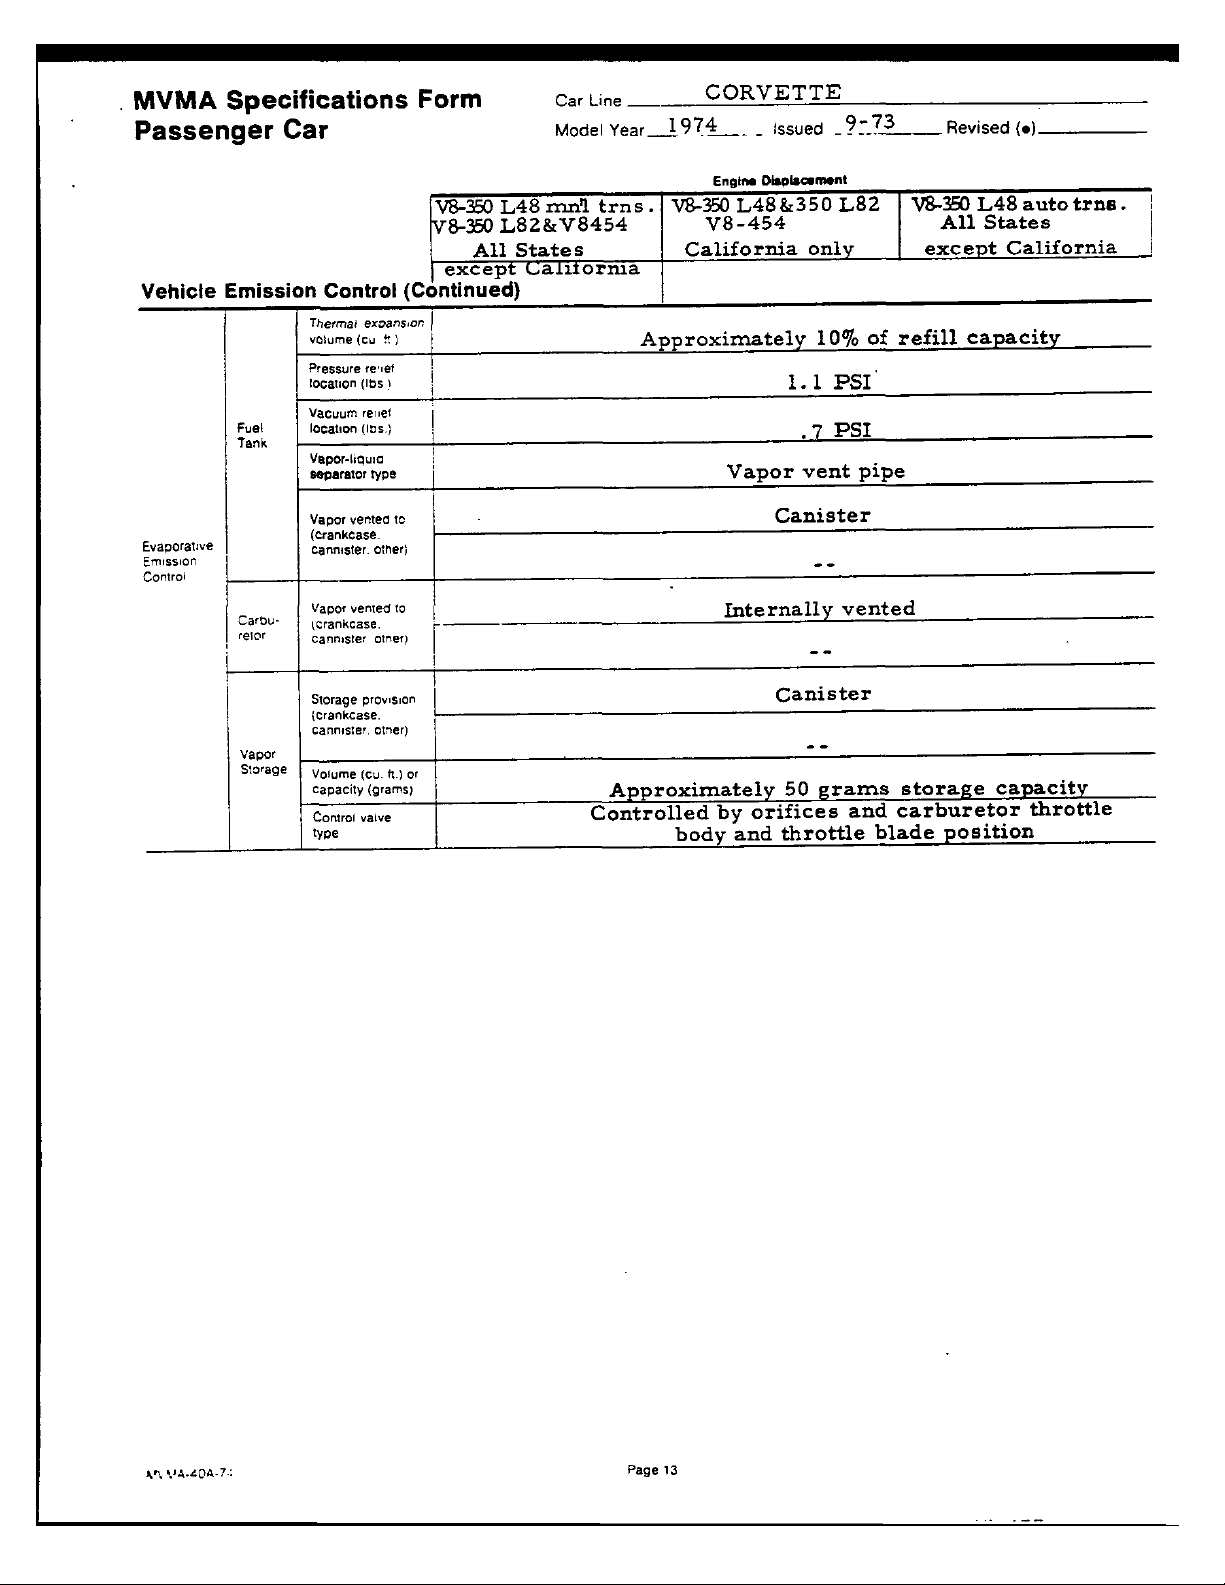 MVMA Specifications Form
Passenger Car
Car Line CORVETTE
Model Year 1974 Issued 9-73 Revised (•)
Engine Displacement
V8-350 L48 mn'l trns.
V8-350 L82&V8454
All States
except California
V8-350 L48&350 L82
V8-454
California only
V8-350 L48 auto trns.
All States
except California
Vehicle Emission Control (Continued)
Evaporative
Emission
Control
Fuel
Tank
Thermal expansion
volume (cu. ft.)
Approximately 10% of refill capacity
Pressure relief
location (lbs.)
1.1 PSI
Vacuum relief
location (lbs.)
.7 PSI
Vapor-liquid
separator type
Vapor vent pipe
Vapor vented to
(crankcase,
cannister, other)
Canister
--
Carbu-
retor
Vapor vented to
(crankcase,
cannister other)
Internally vented
--
Vapor
Storage
Storage provision
(crankcase,
cannister, other)
Canister
--
Volume (cu. ft.) or
capacity (grams)
Approximately 50 grams storage capacity
Control valve
type
Controlled by orifices and carburetor throttle
body and throttle blade position
Page 13